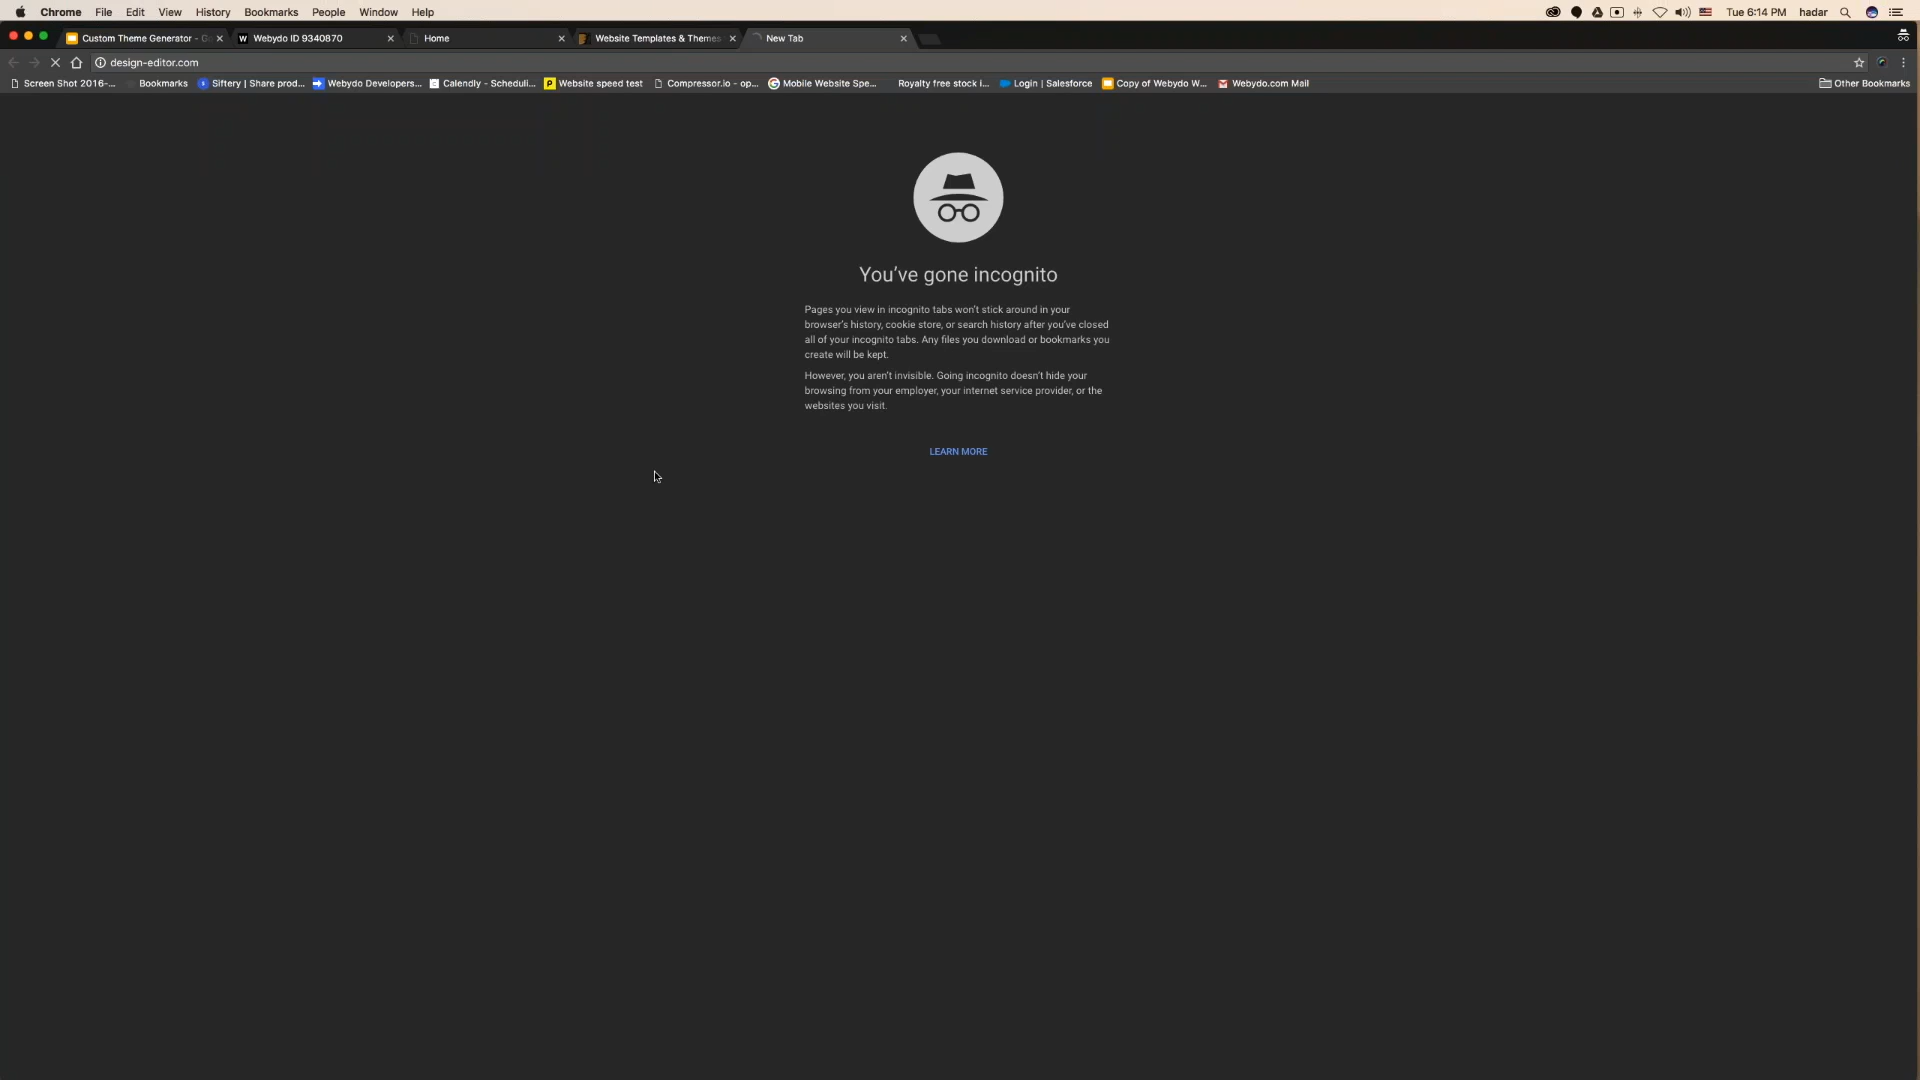 Chrome File Edit View History Bookmarks People Window Help Tue 6:14 PM hadar
Custom Theme Generator - G Webydo ID 9340870 Home Website Templates & Themes New Tab
design-editor.com
Screen Shot 2016-... Bookmarks Siftery | Share prod... Webydo Developers... Calendly - Scheduli... Website speed test Compressor.io - op... Mobile Website Spe... Royalty free stock i... Login | Salesforce Copy of Webydo W... Webydo.com Mail Other Bookmarks
You've gone incognito
Pages you view in incognito tabs won't stick around in your
browser's history, cookie store, or search history after you've closed
all of your incognito tabs. Any files you download or bookmarks you
create will be kept.
However, you aren't invisible. Going incognito doesn't hide your
browsing from your employer, your internet service provider, or the
websites you visit.
LEARN MORE